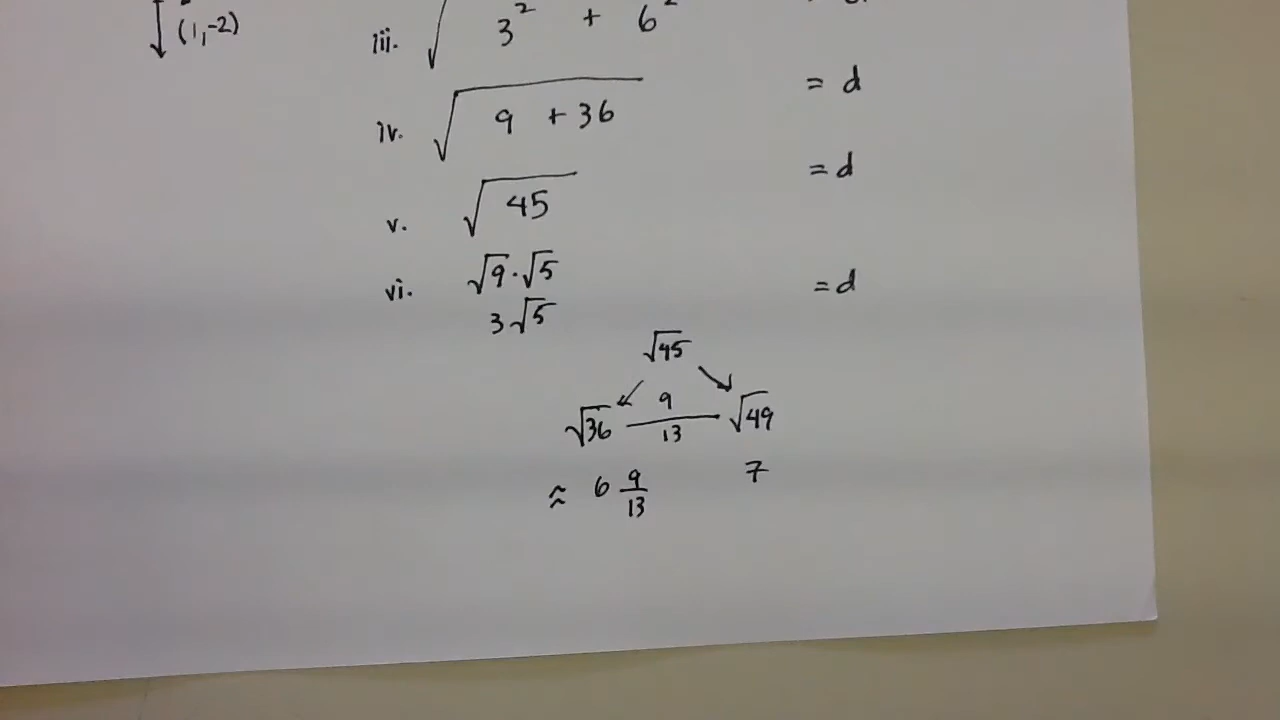 (1,-2)
iii. √ 3² + 6²
iv. √ 9 + 36 = d
v. √ 45 = d
vi. √9 · √5 = d
3√5
√45
√36 9/13 √49
≈ 6 9/13 7